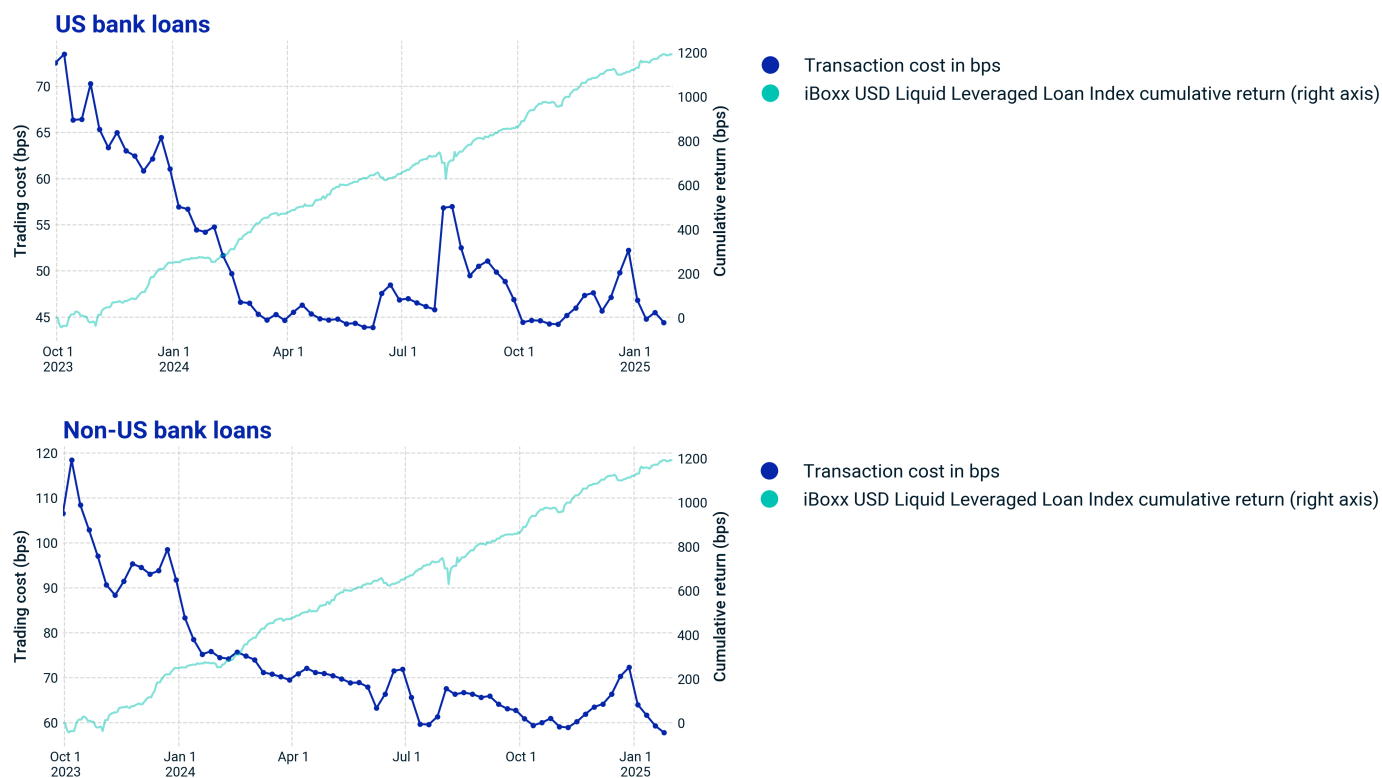 US bank loans
Transaction cost in bps
iBoxx USD Liquid Leveraged Loan Index cumulative return (right axis)
Trading cost (bps)
70
65
60
55
50
45
Cumulative return (bps)
1200
1000
800
600
400
200
0
Oct 1 Jan 1 Apr 1 Jul 1 Oct 1 Jan 1
2023 2024 2025
Non-US bank loans
Transaction cost in bps
iBoxx USD Liquid Leveraged Loan Index cumulative return (right axis)
Trading cost (bps)
120
110
100
90
80
70
60
Cumulative return (bps)
1200
1000
800
600
400
200
0
Oct 1 Jan 1 Apr 1 Jul 1 Oct 1 Jan 1
2023 2024 2025